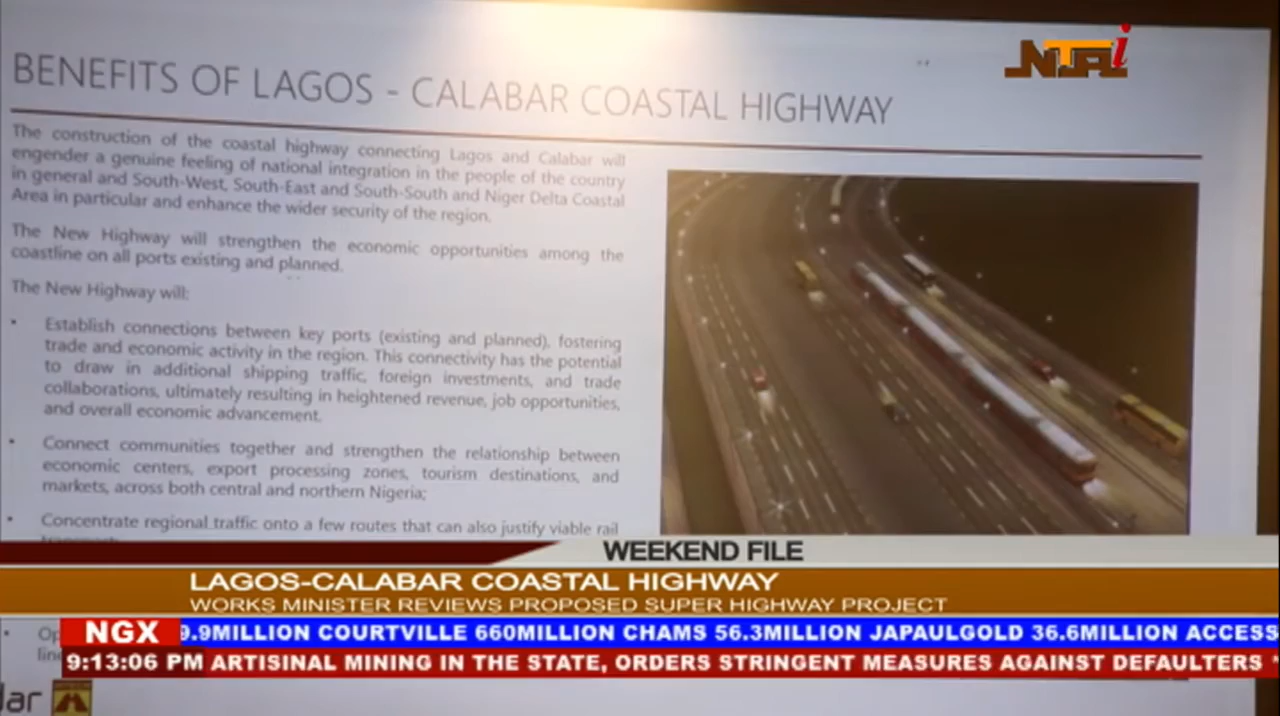 NTAi
BENEFITS OF LAGOS - CALABAR COASTAL HIGHWAY
The construction of the coastal highway connecting Lagos and Calabar will
engender a genuine feeling of national integration in the people of the country
in general and South-West, South-East and South-South and Niger Delta Coastal
Area in particular and enhance the wider security of the region.
The New Highway will strengthen the economic opportunities among the
coastline on all ports existing and planned.
The New Highway will:
• Establish connections between key ports (existing and planned), fostering
trade and economic activity in the region. This connectivity has the potential
to draw in additional shipping traffic, foreign investments, and trade
collaborations, ultimately resulting in heightened revenue, job opportunities,
and overall economic advancement.
• Connect communities together and strengthen the relationship between
economic centers, export processing zones, tourism destinations, and
markets, across both central and northern Nigeria;
• Concentrate regional traffic onto a few routes that can also justify viable rail
WEEKEND FILE
LAGOS-CALABAR COASTAL HIGHWAY
WORKS MINISTER REVIEWS PROPOSED SUPER HIGHWAY PROJECT
NGX 9.9MILLION COURTVILLE 660MILLION CHAMS 56.3MILLION JAPAULGOLD 36.6MILLION ACCESS
9:13:06 PM ARTISINAL MINING IN THE STATE, ORDERS STRINGENT MEASURES AGAINST DEFAULTERS